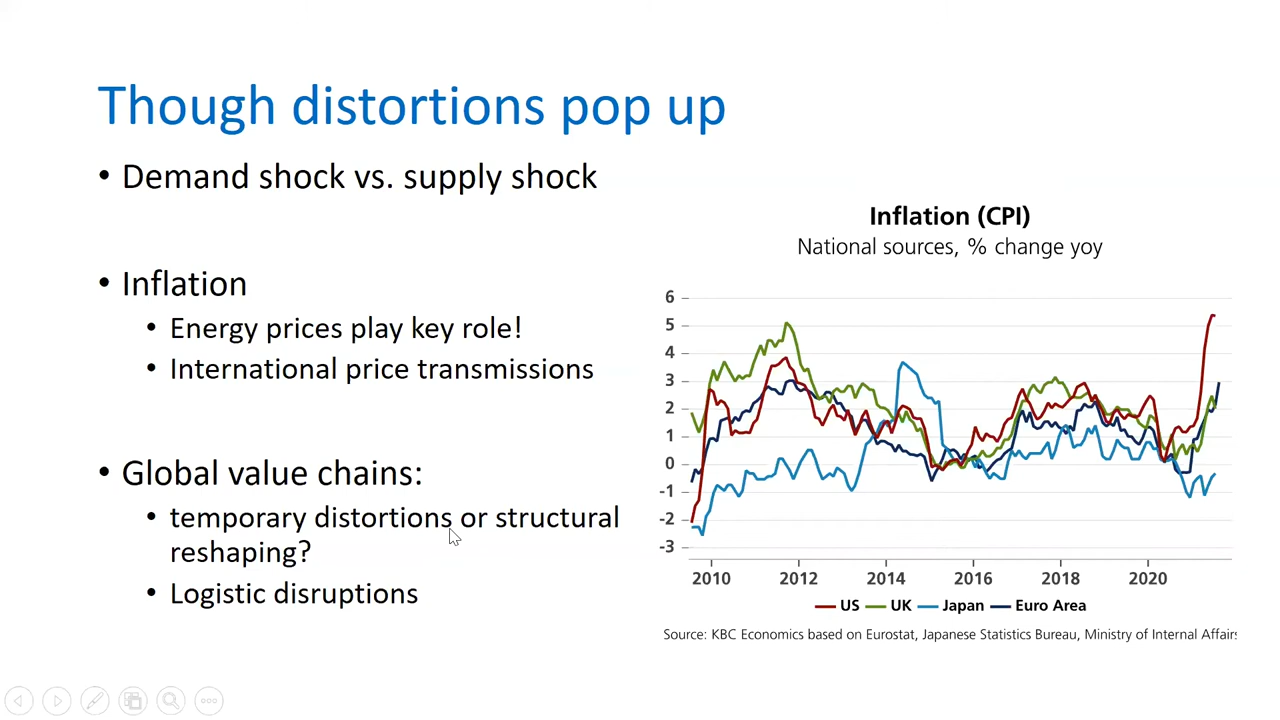 Though distortions pop up
• Demand shock vs. supply shock
• Inflation
• Energy prices play key role!
• International price transmissions
• Global value chains:
• temporary distortions or structural
reshaping?
• Logistic disruptions
Inflation (CPI)
National sources, % change yoy
6
5
4
3
2
1
0
-1
-2
-3
2010 2012 2014 2016 2018 2020
US UK Japan Euro Area
Source: KBC Economics based on Eurostat, Japanese Statistics Bureau, Ministry of Internal Affairs